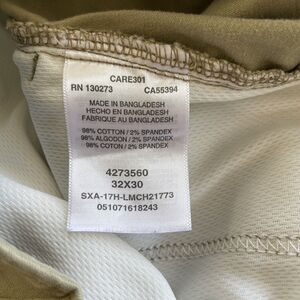 CARE301
RN 130273 CA55394
MADE IN BANGLADESH
HECHO EN BANGLADESH
FABRIQUE AU BANGLADESH
98% COTTON / 2% SPANDEX
98% ALGODON / 2% SPANDEX
98% COTON / 2% SPANDEX
4273560
32X30
SXA-17H-LMCH21773
051071618243